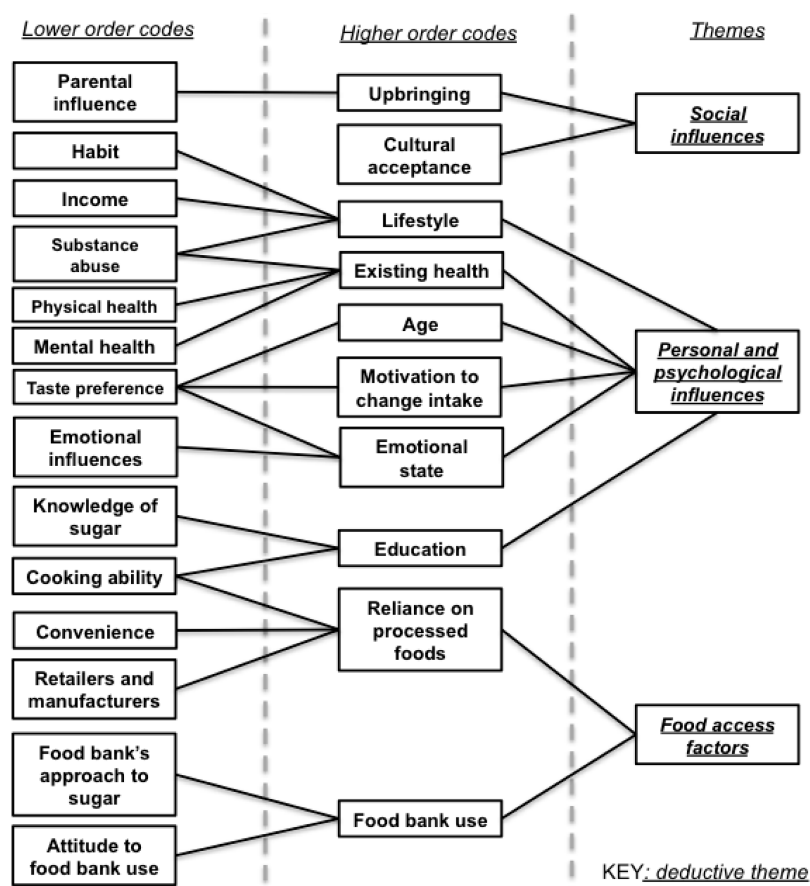 Lower order codes
Higher order codes
Themes
Parental
influence
Habit
Income
Substance
abuse
Physical health
Mental health
Taste preference
Emotional
influences
Knowledge of
sugar
Cooking ability
Convenience
Retailers and
manufacturers
Food bank's
approach to
sugar
Attitude to
food bank use
Upbringing
Cultural
acceptance
Lifestyle
Existing health
Age
Motivation to
change intake
Emotional
state
Education
Reliance on
processed
foods
Food bank use
Social
influences
Personal and
psychological
influences
Food access
factors
KEY: deductive theme